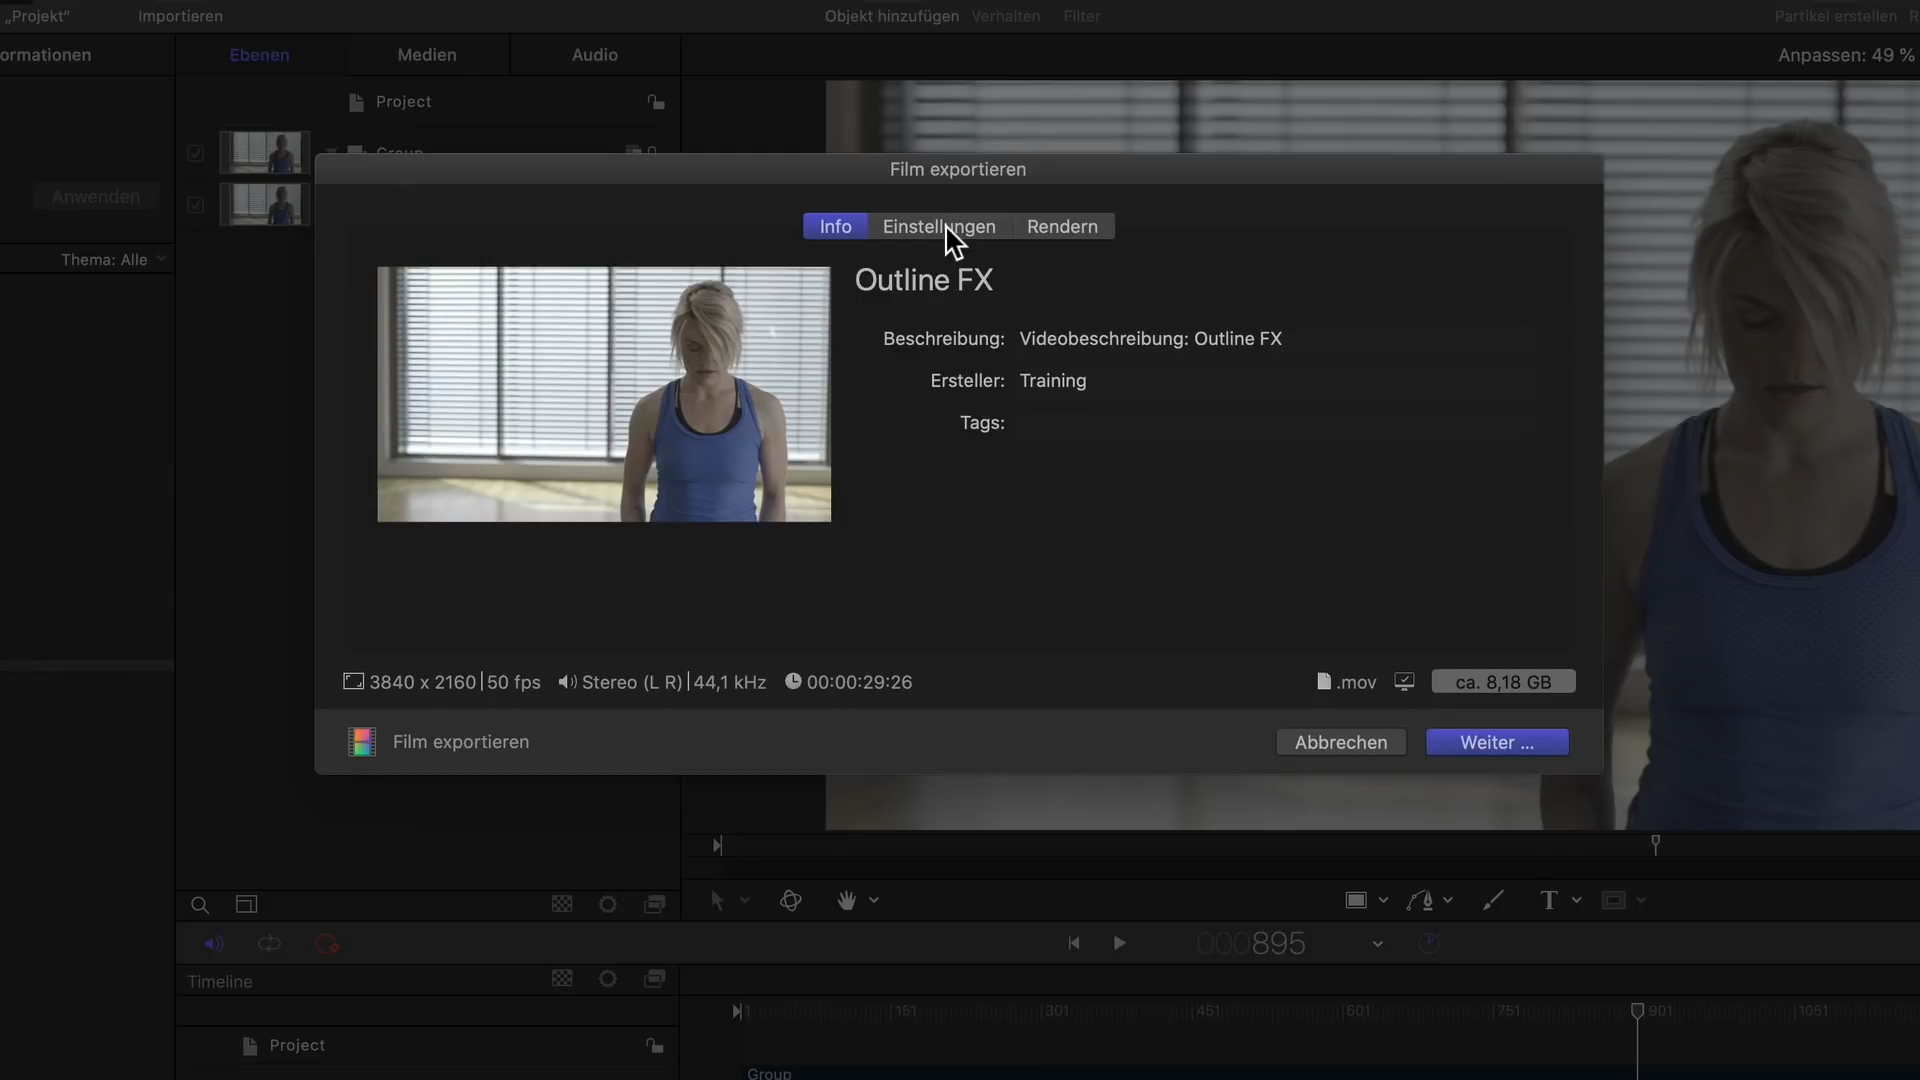 „Projekt“ Importieren Objekt hinzufügen Verhalten Filter Partikel erstellen
ormationen Ebenen Medien Audio Anpassen: 49 %
Project
Group
Anwenden
Thema: Alle
Film exportieren
Info Einstellungen Rendern
Outline FX
Beschreibung: Videobeschreibung: Outline FX
Ersteller: Training
Tags:
3840 x 2160 | 50 fps Stereo (L R) | 44,1 kHz 00:00:29:26 .mov ca. 8,18 GB
Film exportieren Abbrechen Weiter ...
T
000895
Timeline
1 151 301 451 601 751 901 1051
Project
Group